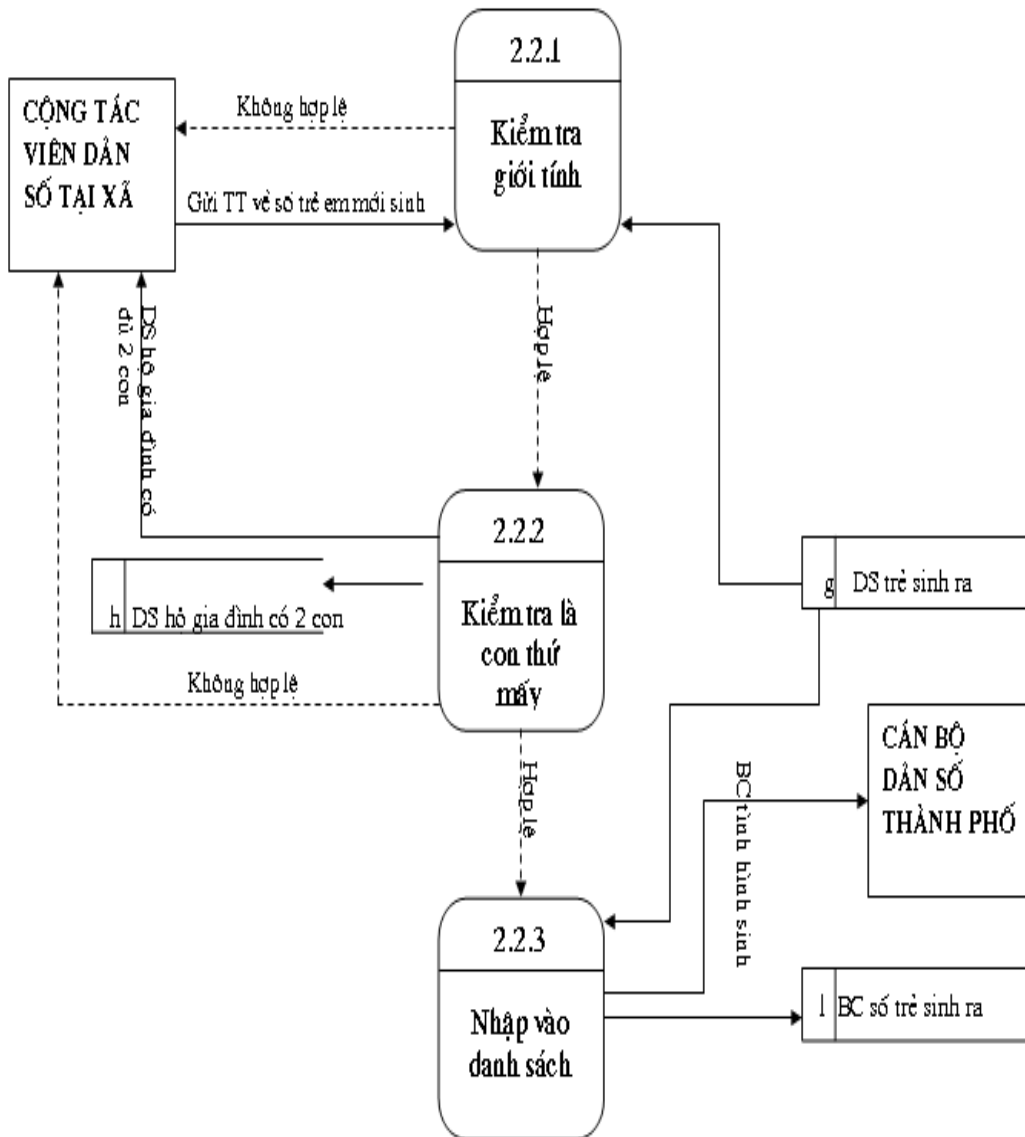 2.2.1
Kiểm tra
giới tính
CỘNG TÁC
VIÊN DÂN
SỐ TẠI XÃ
Không hợp lệ
Gửi TT về số trẻ em mới sinh
Hợp lệ
DS hộ gia đình có
đủ 2 con
2.2.2
Kiểm tra là
con thứ
mấy
h DS hộ gia đình có 2 con
Không hợp lệ
g DS trẻ sinh ra
Hợp lệ
BC tình hình sinh
CÁN BỘ
DÂN SỐ
THÀNH PHỐ
2.2.3
Nhập vào
danh sách
l BC số trẻ sinh ra